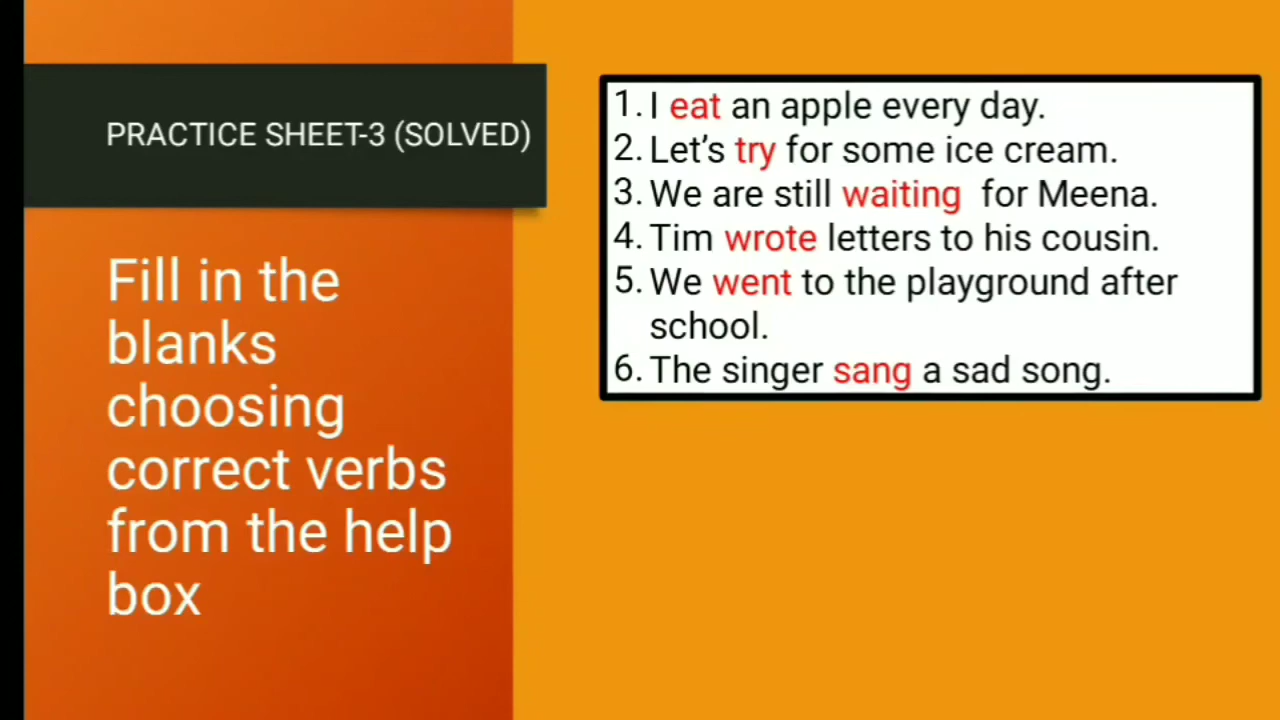 PRACTICE SHEET-3 (SOLVED)
Fill in the
blanks
choosing
correct verbs
from the help
box
1. I eat an apple every day.
2. Let’s try for some ice cream.
3. We are still waiting for Meena.
4. Tim wrote letters to his cousin.
5. We went to the playground after
school.
6. The singer sang a sad song.